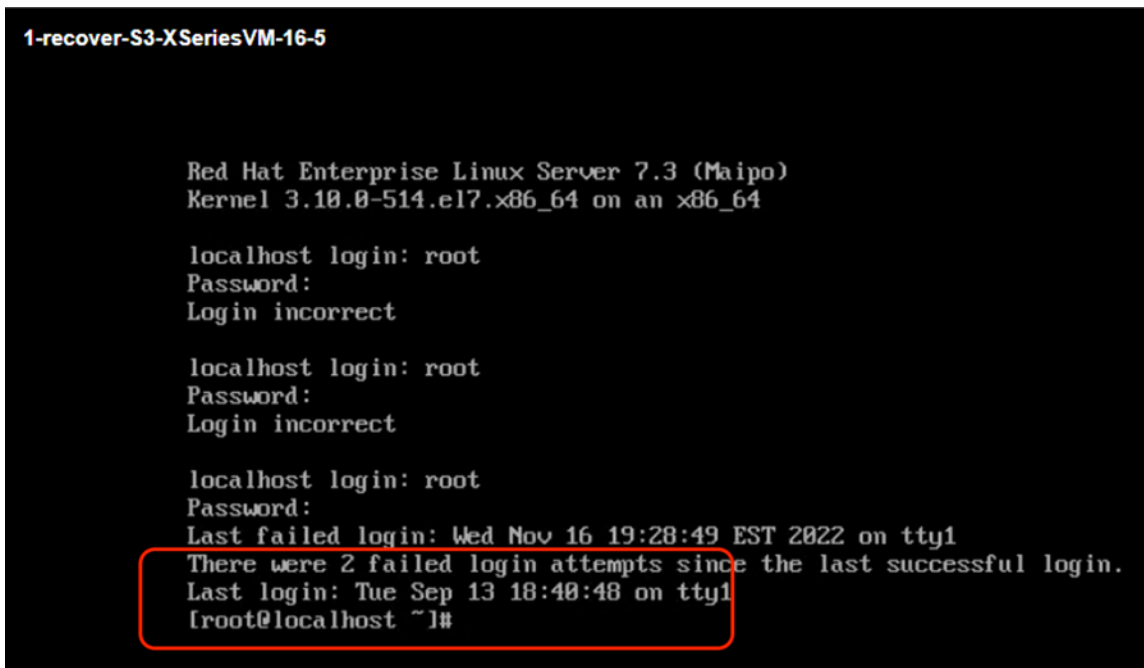 1-recover-S3-XSeriesVM-16-5
Red Hat Enterprise Linux Server 7.3 (Maipo)
Kernel 3.10.0-514.el7.x86_64 on an x86_64
localhost login: root
Password:
Login incorrect
localhost login: root
Password:
Login incorrect
localhost login: root
Password:
Last failed login: Wed Nov 16 19:28:49 EST 2022 on tty1
There were 2 failed login attempts since the last successful login.
Last login: Tue Sep 13 18:40:48 on tty1
[root@localhost ~]#